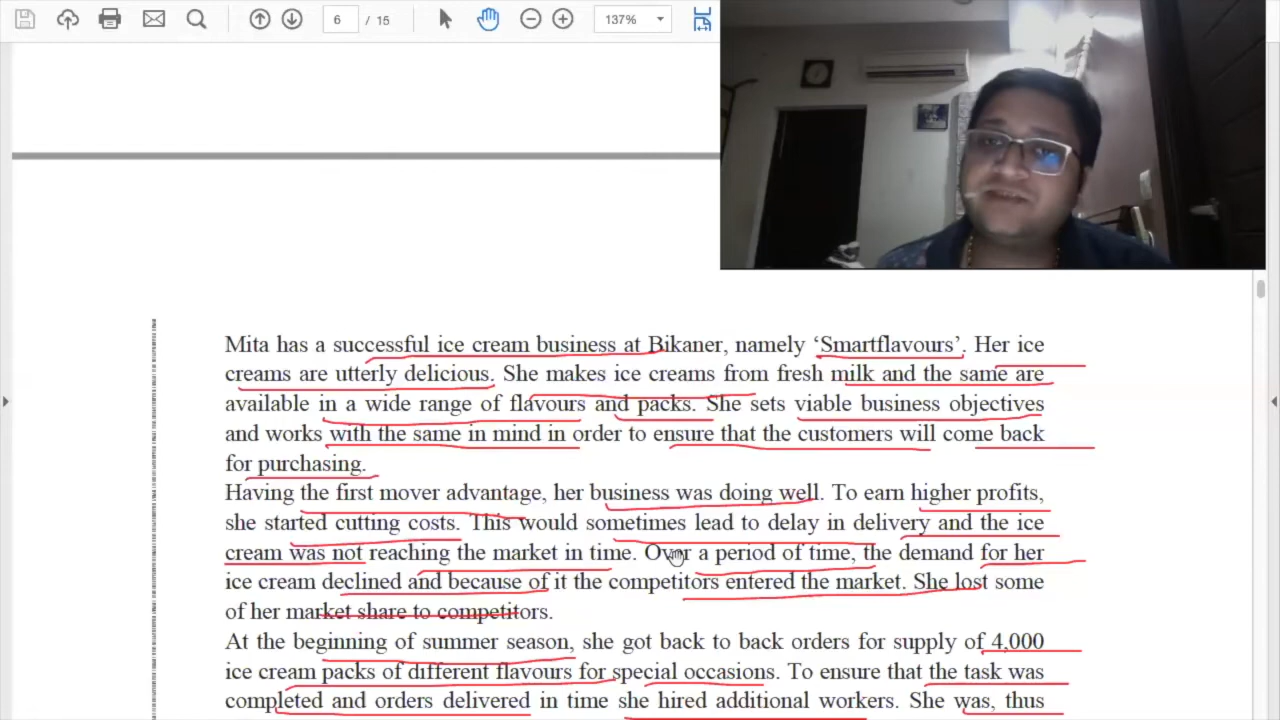 6 / 15
137%
Mita has a successful ice cream business at Bikaner, namely ‘Smartflavours’. Her ice
creams are utterly delicious. She makes ice creams from fresh milk and the same are
available in a wide range of flavours and packs. She sets viable business objectives
and works with the same in mind in order to ensure that the customers will come back
for purchasing.
Having the first mover advantage, her business was doing well. To earn higher profits,
she started cutting costs. This would sometimes lead to delay in delivery and the ice
cream was not reaching the market in time. Over a period of time, the demand for her
ice cream declined and because of it the competitors entered the market. She lost some
of her market share to competitors.
At the beginning of summer season, she got back to back orders for supply of 4,000
ice cream packs of different flavours for special occasions. To ensure that the task was
completed and orders delivered in time she hired additional workers. She was, thus